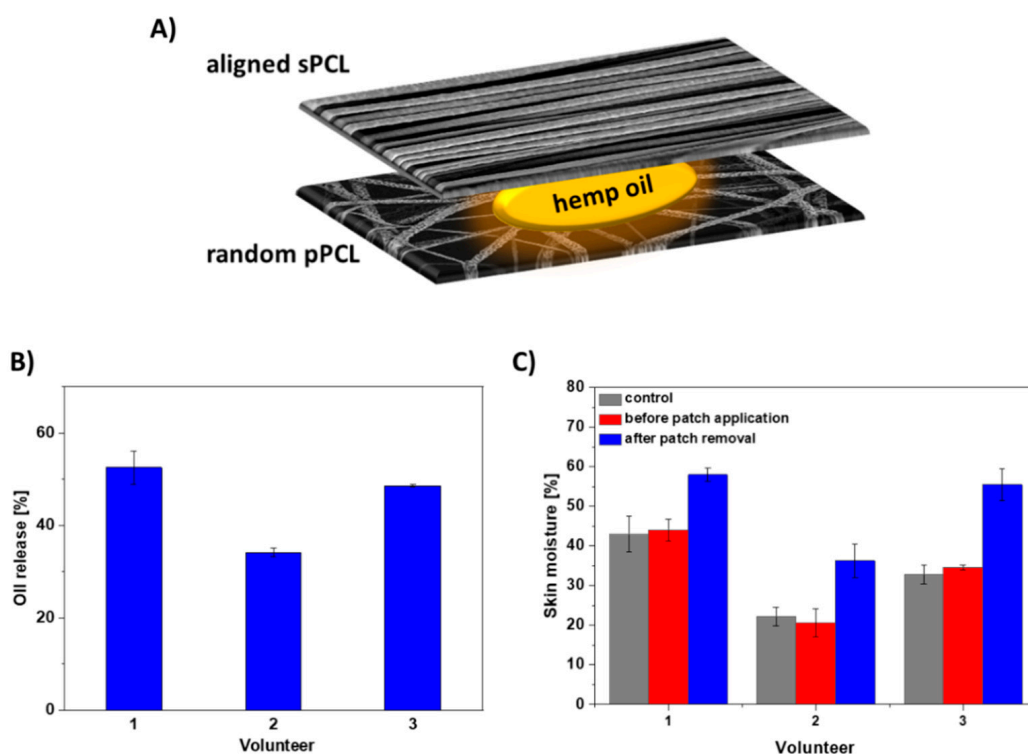 A)
aligned sPCL
hemp oil
random pPCL
B)
60
40
20
0
Oil release [%]
1 2 3
Volunteer
C)
80
70
60
50
40
30
20
10
0
Skin moisture [%]
control
before patch application
after patch removal
1 2 3
Volunteer